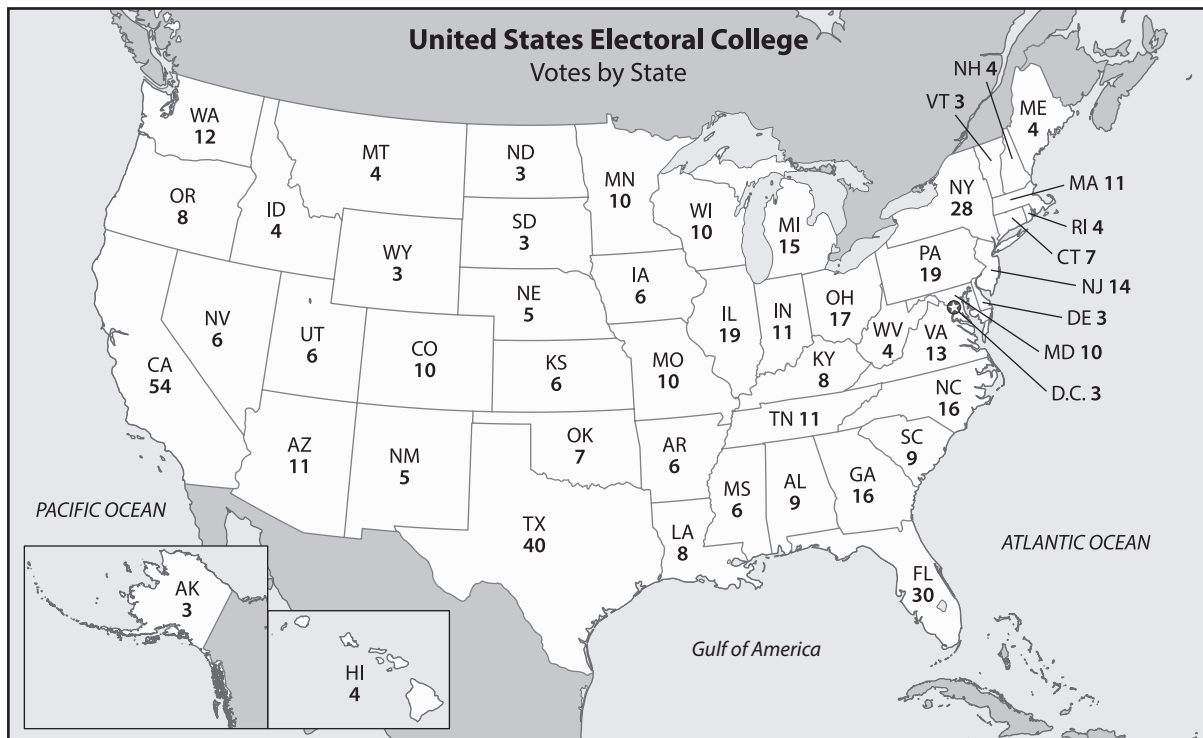 United States Electoral College
Votes by State
NH 4
VT 3
ME
4
WA
12
MT
4
ND
3
MN
10
OR
8
ID
4
SD
3
WI
10
MI
15
NY
28
MA 11
RI 4
CT 7
WY
3
PA
19
NJ 14
IA
6
NE
5
OH
17
IL
19
IN
11
WV
4
VA
13
DE 3
MD 10
D.C. 3
NV
6
UT
6
CO
10
CA
54
KS
6
MO
10
KY
8
NC
16
TN 11
AZ
11
NM
5
OK
7
AR
6
SC
9
MS
6
AL
9
GA
16
PACIFIC OCEAN
TX
40
LA
8
ATLANTIC OCEAN
FL
30
AK
3
HI
4
Gulf of America